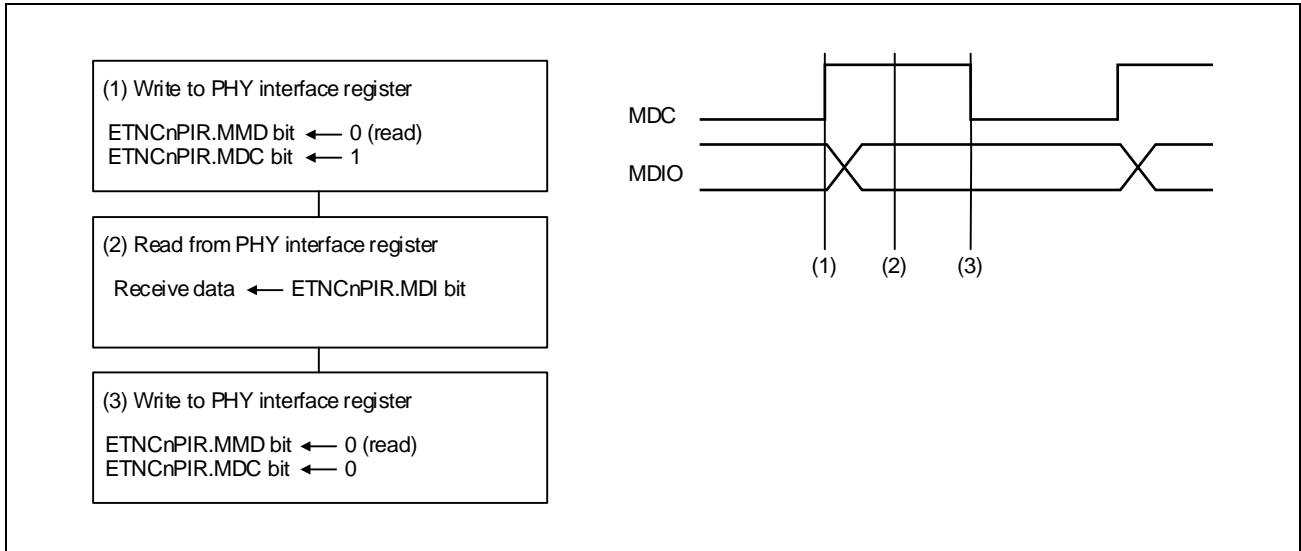 (1) Write to PHY interface register
ETNCnPIR.MMD bit ← 0 (read)
ETNCnPIR.MDC bit ← 1
(2) Read from PHY interface register
Receive data ← ETNCnPIR.MDI bit
(3) Write to PHY interface register
ETNCnPIR.MMD bit ← 0 (read)
ETNCnPIR.MDC bit ← 0
MDC
MDIO
(1) (2) (3)